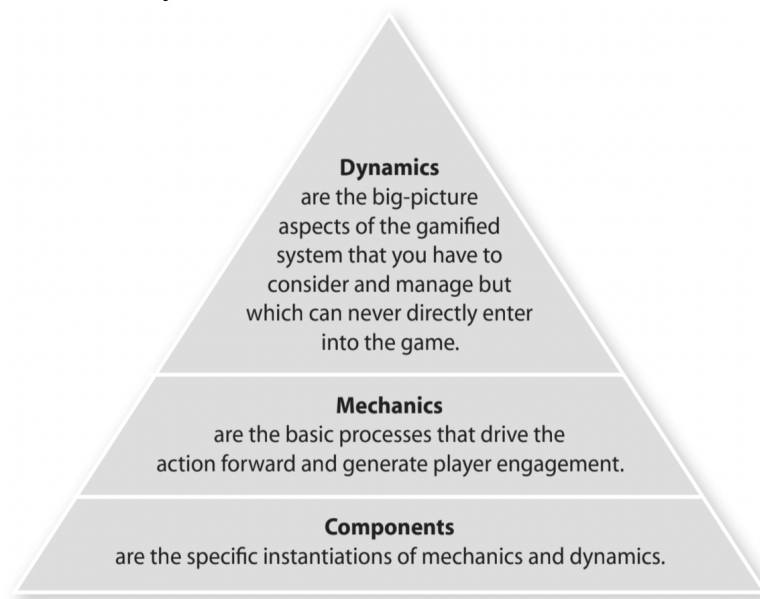 Dynamics
are the big-picture
aspects of the gamified
system that you have to
consider and manage but
which can never directly enter
into the game.
Mechanics
are the basic processes that drive the
action forward and generate player engagement.
Components
are the specific instantiations of mechanics and dynamics.